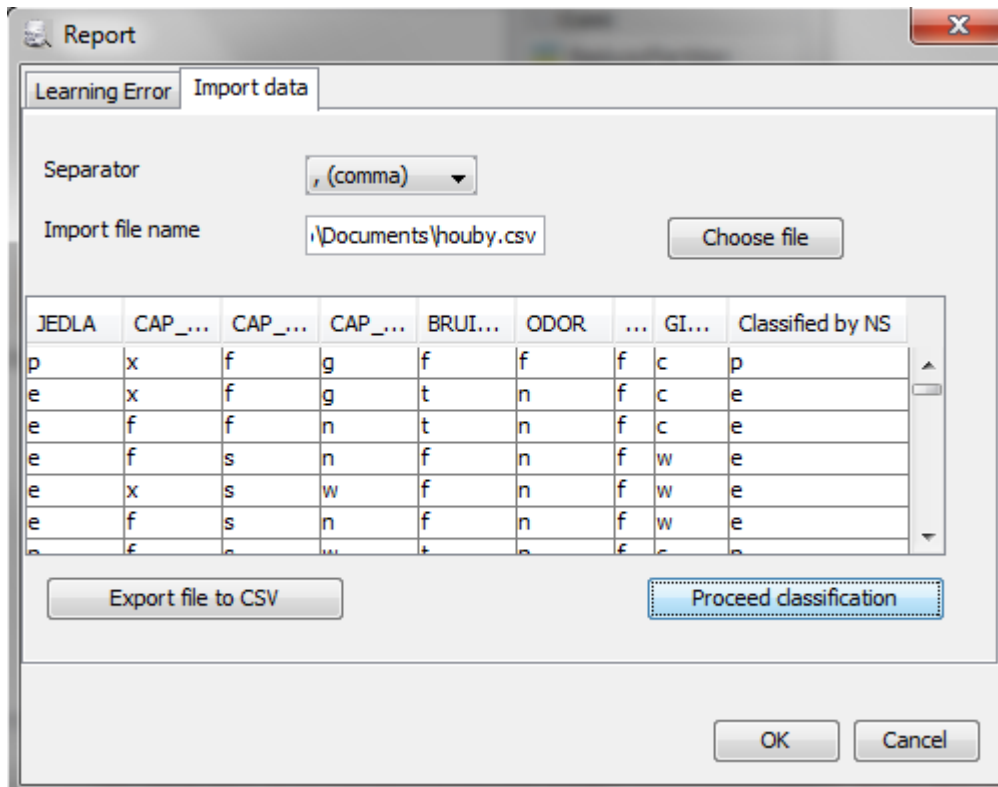 Report
Learning Error Import data
Separator , (comma)
Import file name \Documents\houby.csv Choose file
JEDLA CAP_... CAP_... CAP_... BRUI... ODOR ... GI... Classified by NS
p x f g f f f c p
e x f g t n f c e
e f f n t n f c e
e f s n f n f w e
e x s w f n f w e
e f s n f n f w e
Export file to CSV Proceed classification
OK Cancel